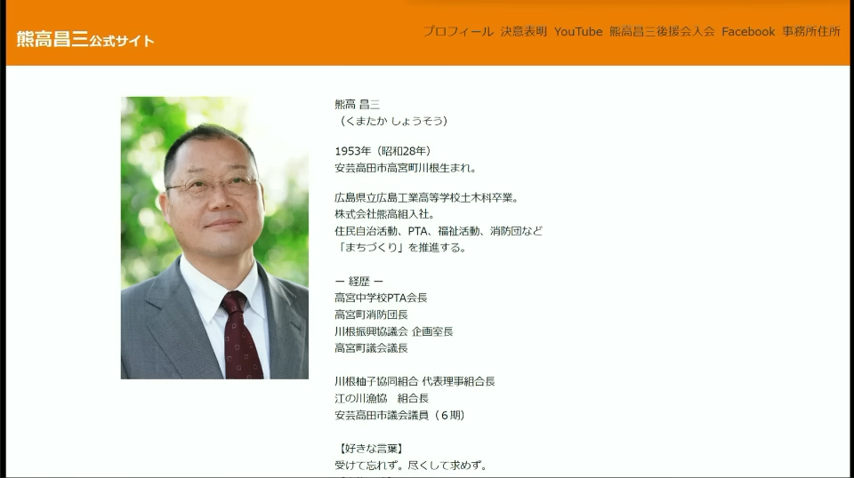 熊高昌三公式サイト
プロフィール 決意表明 YouTube 熊高昌三後援会入会 Facebook 事務所住所
熊高 昌三
（くまたか しょうそう）
1953年（昭和28年）
安芸高田市高宮町川根生まれ。
広島県立広島工業高等学校土木科卒業。
株式会社熊高組入社。
住民自治活動、PTA、福祉活動、消防団など
「まちづくり」を推進する。
ー 経歴 ー
高宮中学校PTA会長
高宮町消防団長
川根振興協議会 企画室長
高宮町議会議長
川根柚子協同組合 代表理事組合長
江の川漁協　組合長
安芸高田市議会議員（６期）
【好きな言葉】
受けて忘れず。尽くして求めず。